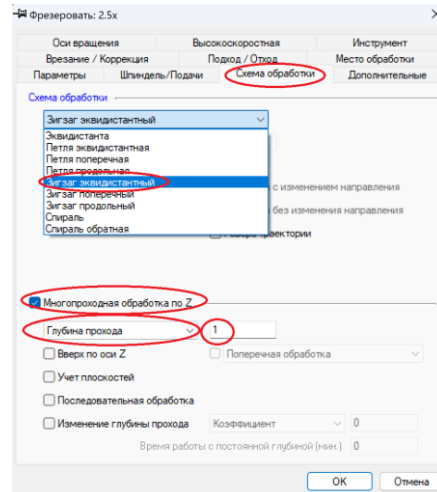 Фрезеровать: 2.5x
Оси вращения Высокоскоростная Инструмент
Врезание / Коррекция Подход / Отход Место обработки
Параметры Шпиндель/Подачи Схема обработки Дополнительные
Схема обработки
Зигзаг эквидистантный
Эквидистанта
Петля эквидистантная
Петля поперечная
Петля продольная
Зигзаг эквидистантный
с изменением направления
Зигзаг поперечный
Зигзаг продольный
без изменения направления
Спираль
Спираль обратная
траектории
Многопроходная обработка по Z
Глубина прохода 1
Вверх по оси Z Поперечная обработка
Учет плоскостей
Последовательная обработка
Изменение глубины прохода Коэффициент 0
Время работы с постоянной глубиной (мин.) 0
OK Отмена